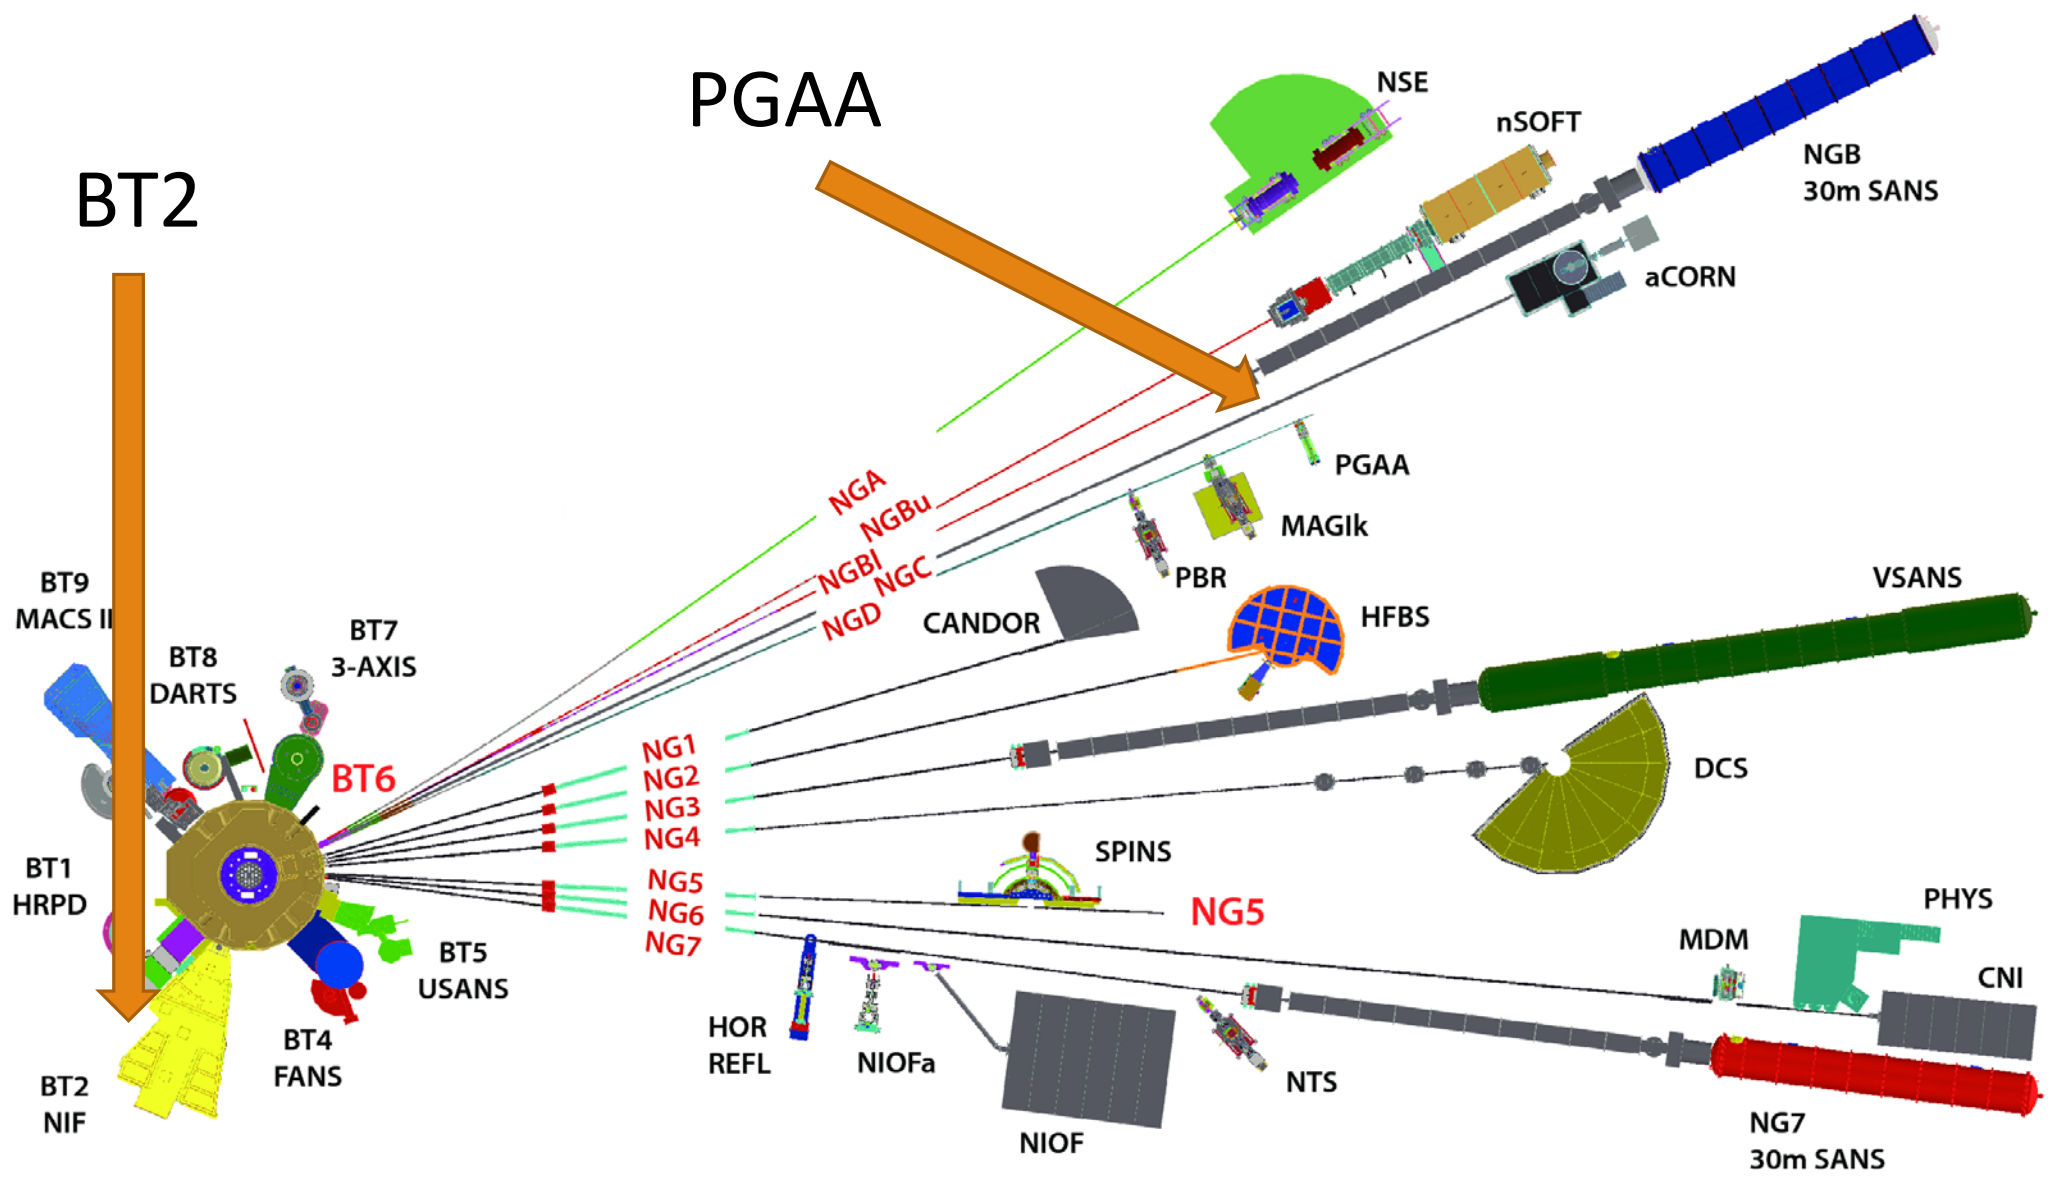 PGAA
BT2
NSE
nSOFT
NGB
30m SANS
aCORN
NGA
NGBu
NGBl
NGC
NGD
PGAA
MAGIk
PBR
CANDOR
HFBS
VSANS
DCS
BT9
MACS II
BT8
DARTS
BT7
3-AXIS
BT6
NG1
NG2
NG3
NG4
NG5
NG6
NG7
SPINS
NG5
BT1
HRPD
BT5
USANS
BT4
FANS
BT2
NIF
HOR
REFL
NIOFa
NIOF
NTS
MDM
PHYS
CNI
NG7
30m SANS